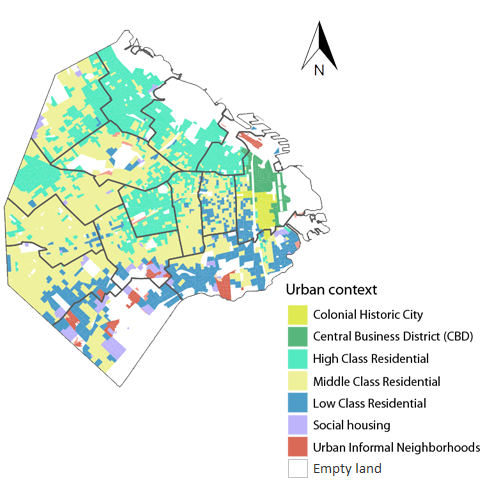 N
Urban context
Colonial Historic City
Central Business District (CBD)
High Class Residential
Middle Class Residential
Low Class Residential
Social housing
Urban Informal Neighborhoods
Empty land